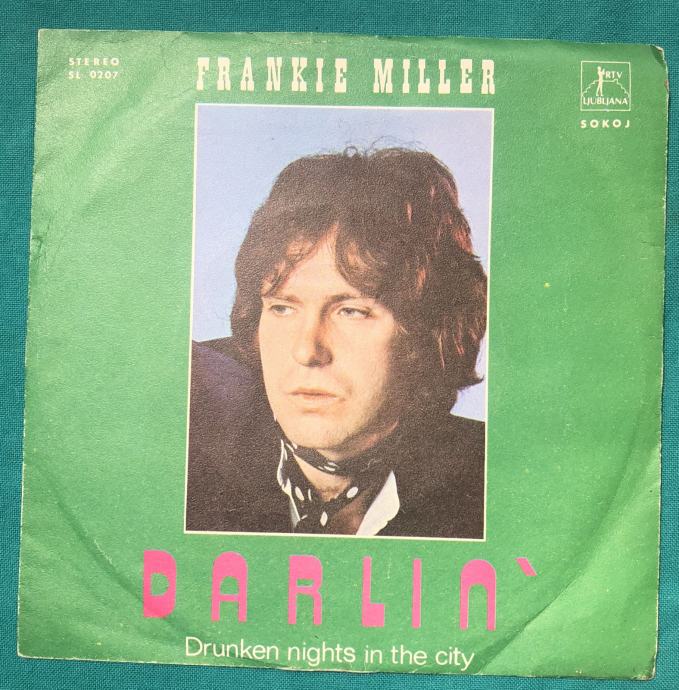 STEREO
SL 0207
FRANKIE MILLER
RTV
LJUBLJANA
SOKOJ
DARLIN`
Drunken nights in the city